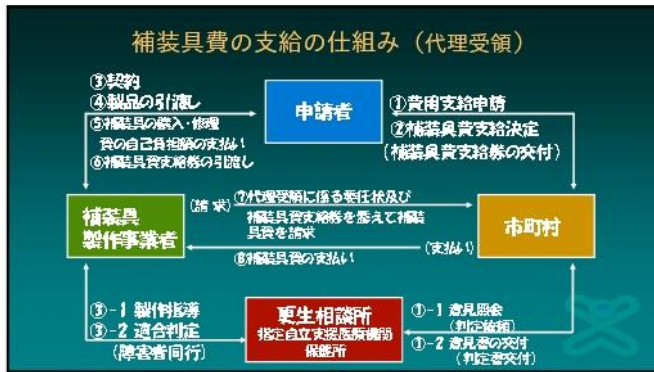 補装具費の支給の仕組み（代理受領）
③契約
④製品の引渡し
⑤補装具の購入・修理
費の自己負担額の支払い
⑥補装具費支給券の引渡し
申請者
①費用支給申請
②補装具費支給決定
(補装具費支給券の交付)
補装具
製作事業者
(請求)
⑦代理受領に係る委任状及び
補装具費支給券を添えて補装
具費を請求
(支払い)
⑧補装具費の支払い
市町村
③-1 製作指導
③-2 適合判定
(障害者同行)
更生相談所
指定自立支援医療機関
保健所
①-1 意見照会
(判定依頼)
①-2 意見書の交付
(判定書交付)